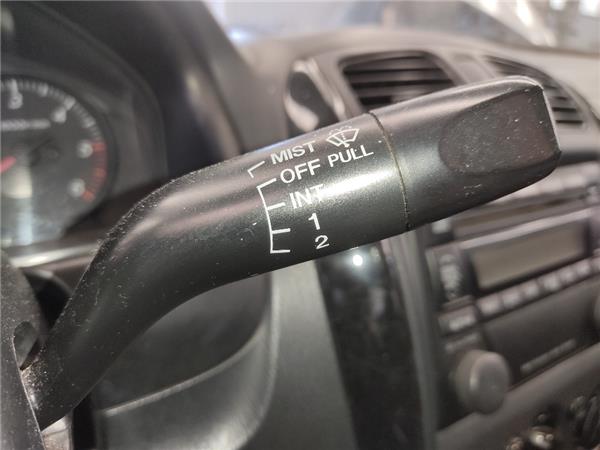 MIST
OFF PULL
INT
1
2